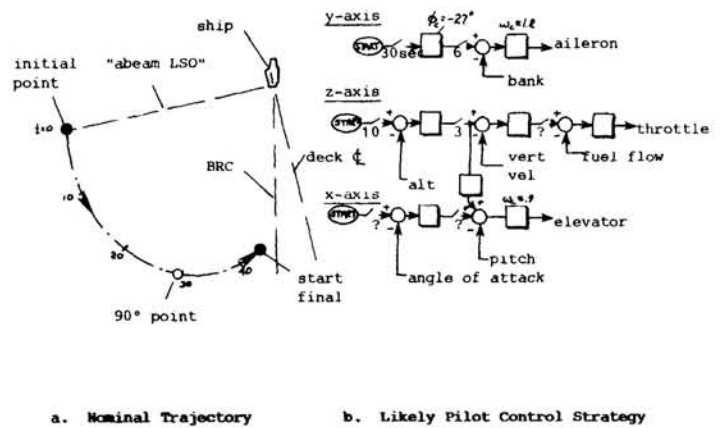 ship
initial
point
"abeam LSO"
t=0
10
20
30
40
BRC
deck ℄
start
final
90° point
a. Nominal Trajectory
y-axis
φc=-27°
ωc=1.2
START
30sec
6
+
-
aileron
bank
z-axis
START
10
+
-
3
+
-
?
+
-
throttle
alt
vert
vel
fuel flow
x-axis
START
?
+
-
?
+
+
-
ωc=.9
elevator
angle of attack
pitch
b. Likely Pilot Control Strategy